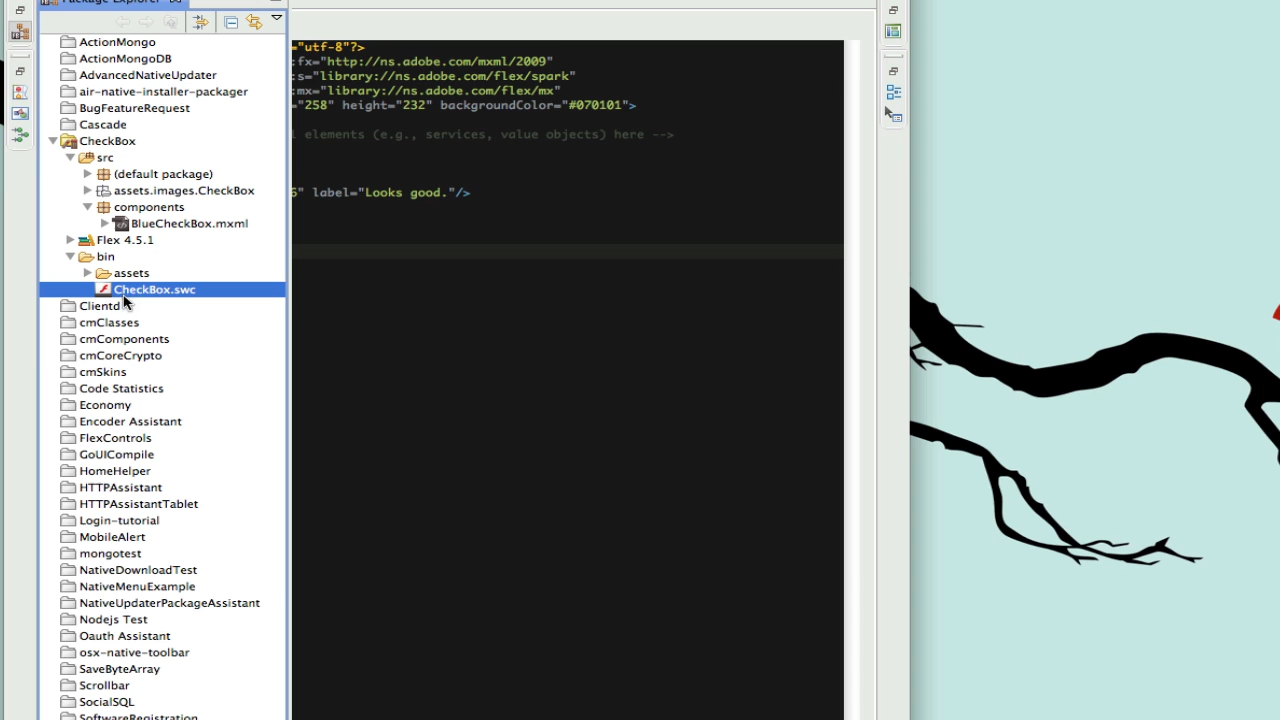 Package Explorer
ActionMongo
ActionMongoDB
AdvancedNativeUpdater
air-native-installer-packager
BugFeatureRequest
Cascade
CheckBox
src
(default package)
assets.images.CheckBox
components
BlueCheckBox.mxml
Flex 4.5.1
bin
assets
CheckBox.swc
Clientd
cmClasses
cmComponents
cmCoreCrypto
cmSkins
Code Statistics
Economy
Encoder Assistant
FlexControls
GoUICompile
HomeHelper
HTTPAssistant
HTTPAssistantTablet
Login-tutorial
MobileAlert
mongotest
NativeDownloadTest
NativeMenuExample
NativeUpdaterPackageAssistant
Nodejs Test
Oauth Assistant
osx-native-toolbar
SaveByteArray
Scrollbar
SocialSQL
SoftwareRegistration
="utf-8"?>
:fx="http://ns.adobe.com/mxml/2009"
:s="library://ns.adobe.com/flex/spark"
:mx="library://ns.adobe.com/flex/mx"
="258" height="232" backgroundColor="#070101">
l elements (e.g., services, value objects) here -->
6" label="Looks good."/>